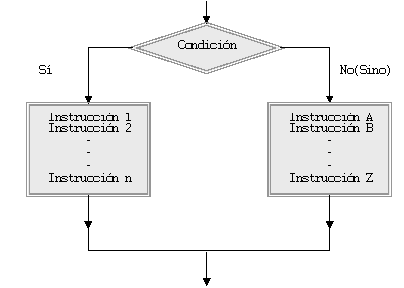 Condición
Sí
No(Sino)
Instrucción 1
Instrucción 2
-
-
-
Instrucción n
Instrucción A
Instrucción B
-
-
-
Instrucción Z